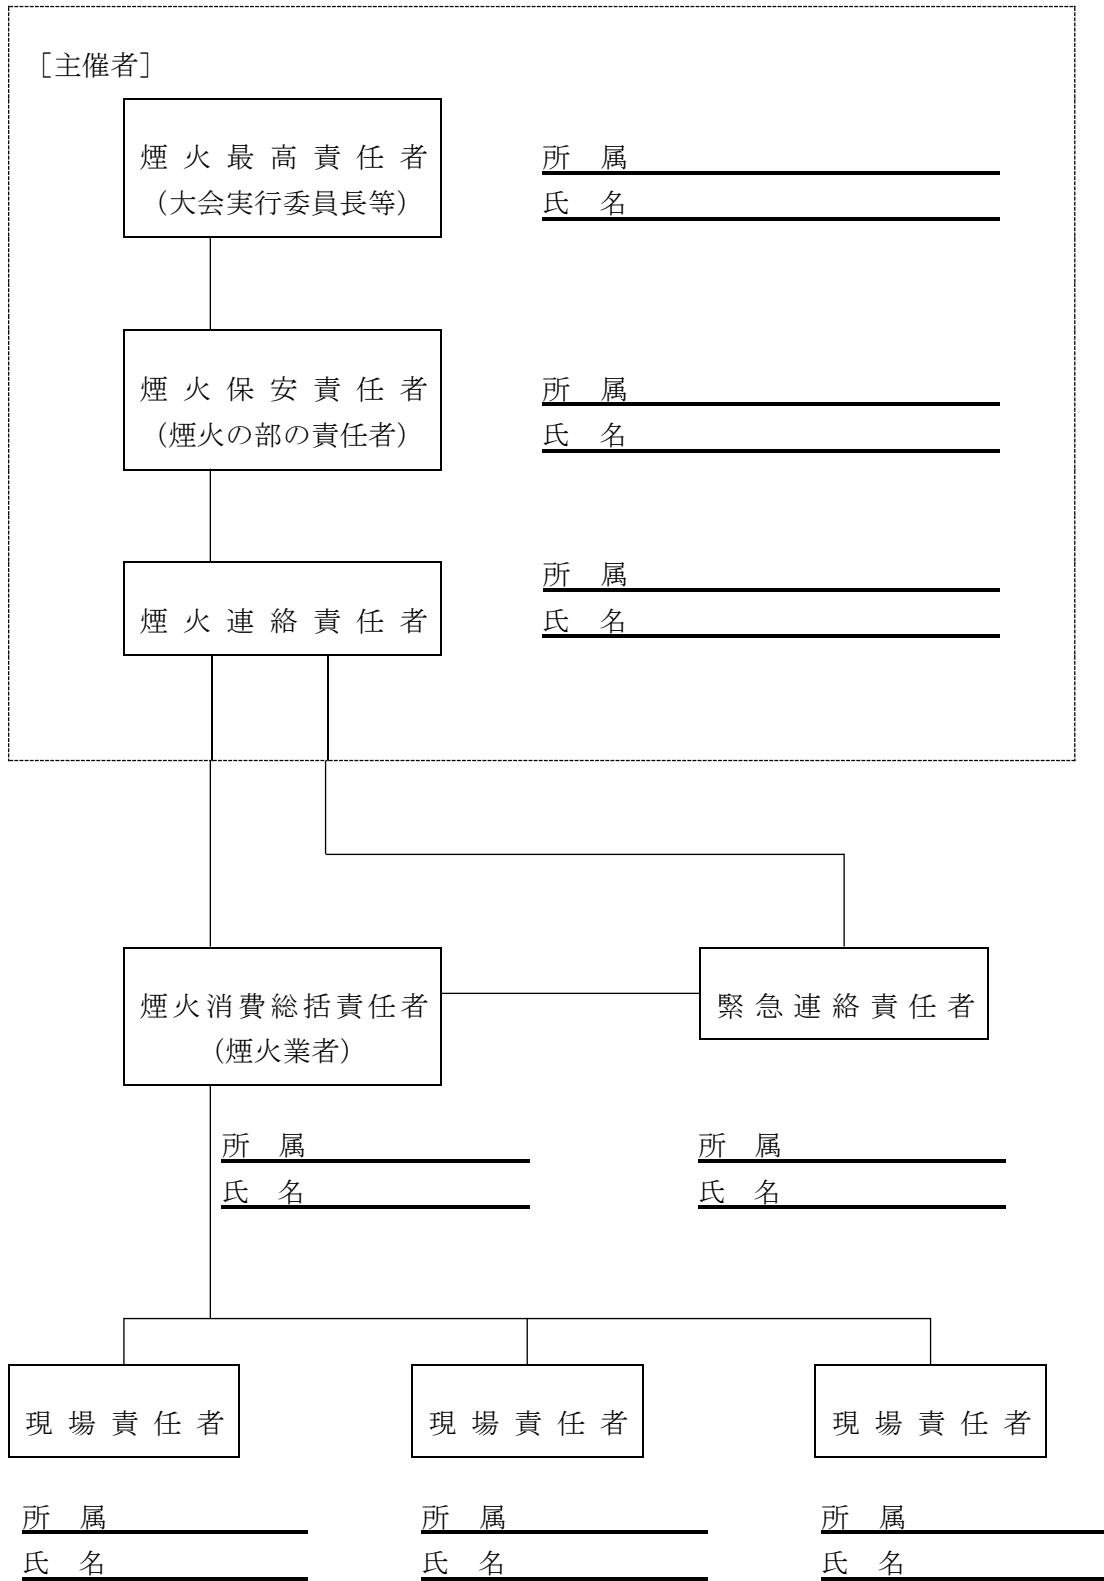 ［主催者］
煙火最高責任者
（大会実行委員長等）
所　属
氏　名
煙火保安責任者
（煙火の部の責任者）
所　属
氏　名
煙火連絡責任者
所　属
氏　名
煙火消費総括責任者
（煙火業者）
緊急連絡責任者
所　属
氏　名
所　属
氏　名
現場責任者
現場責任者
現場責任者
所　属
氏　名
所　属
氏　名
所　属
氏　名